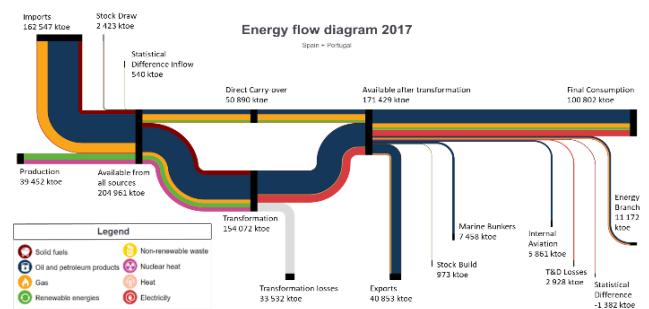 Energy flow diagram 2017
Spain + Portugal
Imports
162 547 ktoe
Stock Draw
2 423 ktoe
Statistical
Difference Inflow
540 ktoe
Direct Carry-over
50 890 ktoe
Available after transformation
171 429 ktoe
Final Consumption
100 802 ktoe
Production
39 452 ktoe
Available from
all sources
204 961 ktoe
Transformation
154 072 ktoe
Transformation losses
33 532 ktoe
Exports
40 853 ktoe
Stock Build
973 ktoe
Marine Bunkers
7 458 ktoe
Internal
Aviation
5 861 ktoe
T&D Losses
2 928 ktoe
Statistical
Difference
-1 382 ktoe
Energy
Branch
11 172
ktoe
Legend
Solid fuels
Oil and petroleum products
Gas
Renewable energies
Non-renewable waste
Nuclear heat
Heat
Electricity